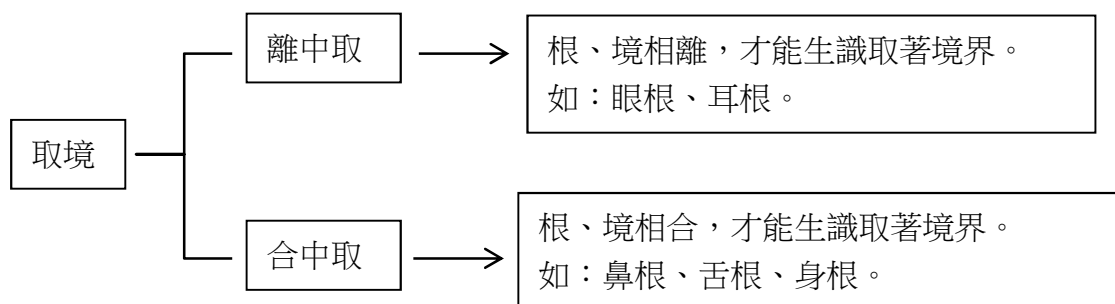 取境
離中取
根、境相離，才能生識取著境界。
如：眼根、耳根。
合中取
根、境相合，才能生識取著境界。
如：鼻根、舌根、身根。